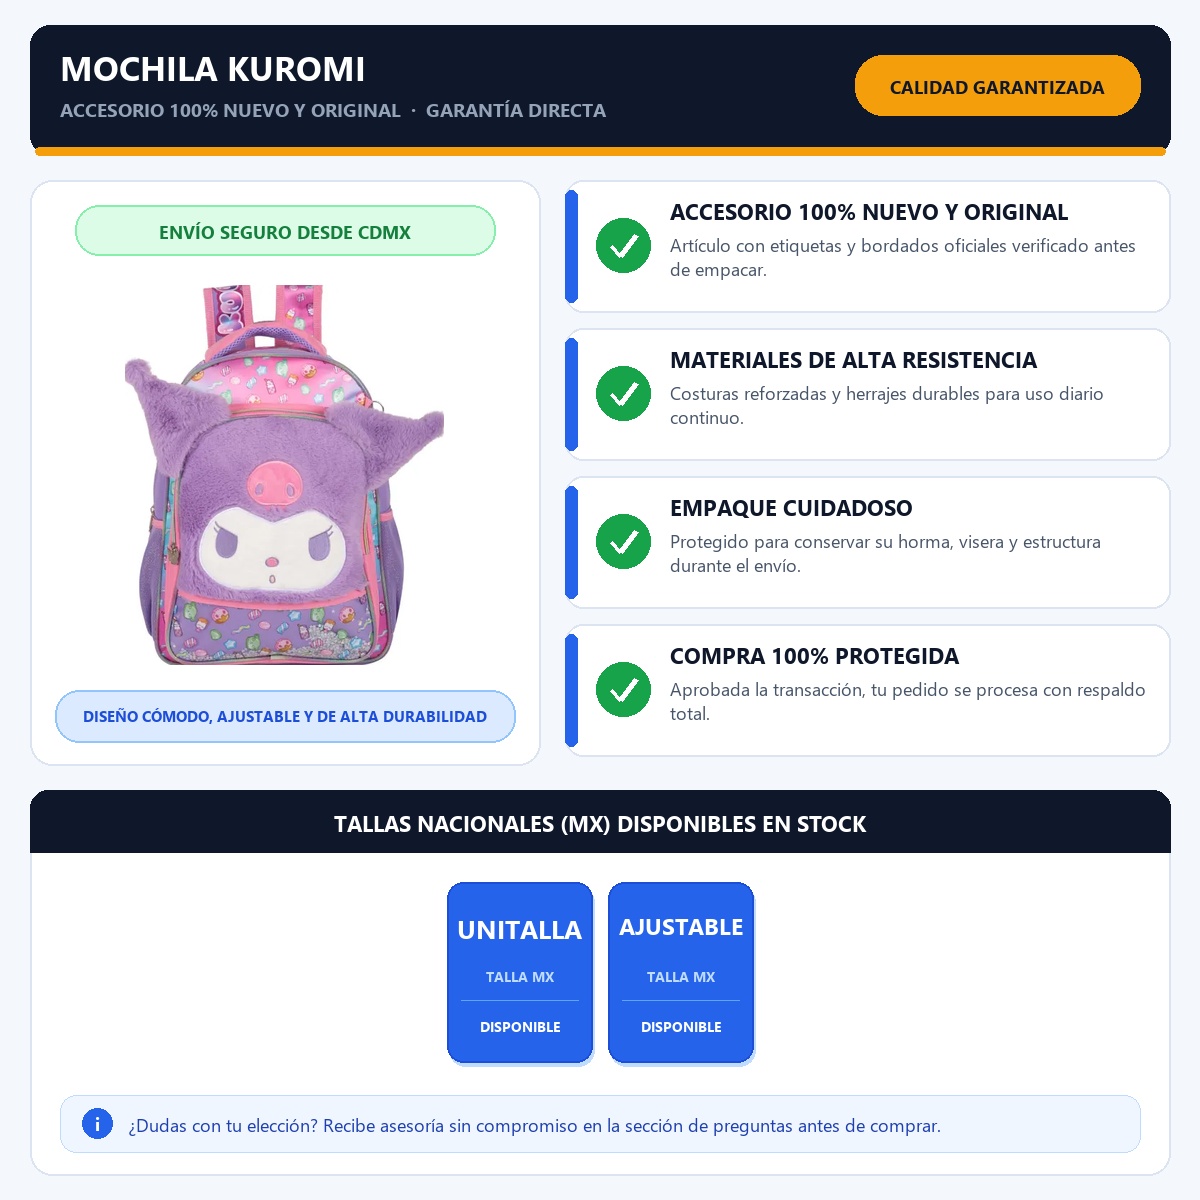 MOCHILA KUROMI
ACCESORIO 100% NUEVO Y ORIGINAL · GARANTÍA DIRECTA
CALIDAD GARANTIZADA
ENVÍO SEGURO DESDE CDMX
DISEÑO CÓMODO, AJUSTABLE Y DE ALTA DURABILIDAD
ACCESORIO 100% NUEVO Y ORIGINAL
Artículo con etiquetas y bordados oficiales verificado antes
de empacar.
MATERIALES DE ALTA RESISTENCIA
Costuras reforzadas y herrajes durables para uso diario
continuo.
EMPAQUE CUIDADOSO
Protegido para conservar su horma, visera y estructura
durante el envío.
COMPRA 100% PROTEGIDA
Aprobada la transacción, tu pedido se procesa con respaldo
total.
TALLAS NACIONALES (MX) DISPONIBLES EN STOCK
UNITALLA
TALLA MX
DISPONIBLE
AJUSTABLE
TALLA MX
DISPONIBLE
¿Dudas con tu elección? Recibe asesoría sin compromiso en la sección de preguntas antes de comprar.